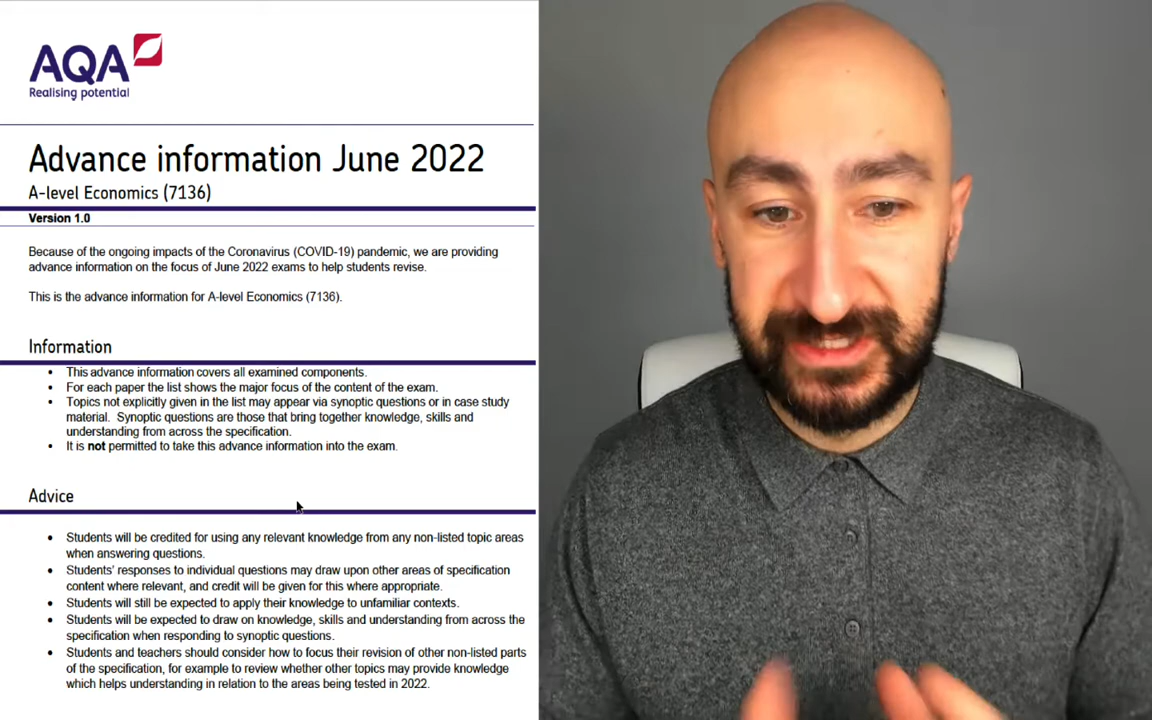 AQA
Realising potential
Advance information June 2022
A-level Economics (7136)
Version 1.0
Because of the ongoing impacts of the Coronavirus (COVID-19) pandemic, we are providing
advance information on the focus of June 2022 exams to help students revise.
This is the advance information for A-level Economics (7136).
Information
• This advance information covers all examined components.
• For each paper the list shows the major focus of the content of the exam.
• Topics not explicitly given in the list may appear via synoptic questions or in case study
material. Synoptic questions are those that bring together knowledge, skills and
understanding from across the specification.
• It is not permitted to take this advance information into the exam.
Advice
• Students will be credited for using any relevant knowledge from any non-listed topic areas
when answering questions.
• Students' responses to individual questions may draw upon other areas of specification
content where relevant, and credit will be given for this where appropriate.
• Students will still be expected to apply their knowledge to unfamiliar contexts.
• Students will be expected to draw on knowledge, skills and understanding from across the
specification when responding to synoptic questions.
• Students and teachers should consider how to focus their revision of other non-listed parts
of the specification, for example to review whether other topics may provide knowledge
which helps understanding in relation to the areas being tested in 2022.